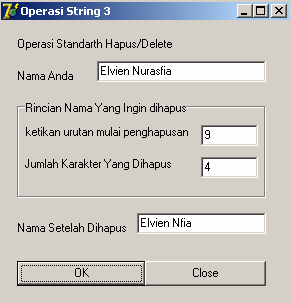 Operasi String 3
Operasi Standarth Hapus/Delete
Nama Anda Elvien Nurasfia
Rincian Nama Yang Ingin dihapus
ketikan urutan mulai penghapusan 9
Jumlah Karakter Yang Dihapus 4
Nama Setelah Dihapus Elvien Nfia
OK Close